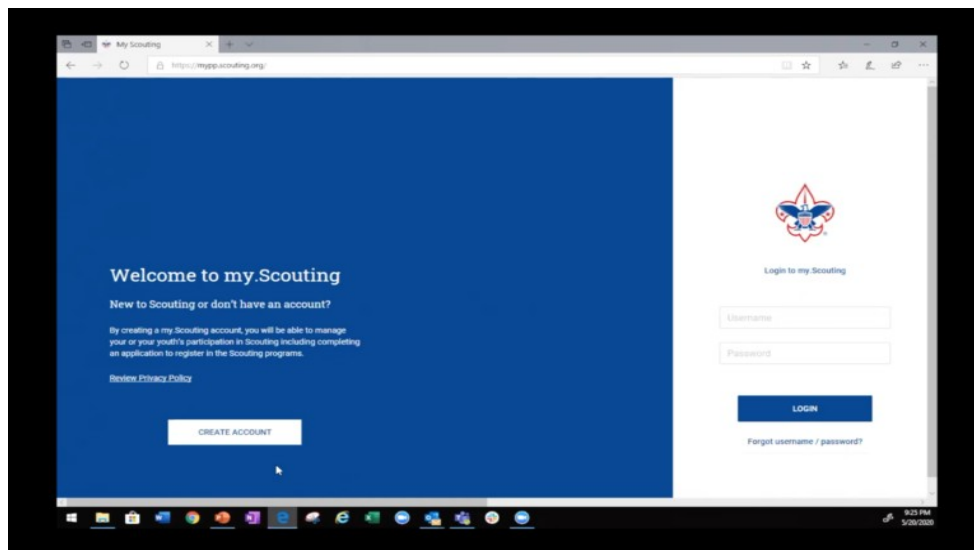 My Scouting
https://mypp.scouting.org/
Welcome to my.Scouting
New to Scouting or don't have an account?
By creating a my.Scouting account, you will be able to manage
your or your youth's participation in Scouting including completing
an application to register in the Scouting programs.
Review Privacy Policy
CREATE ACCOUNT
Login to my.Scouting
Username
Password
LOGIN
Forgot username / password?
9:25 PM
5/20/2020